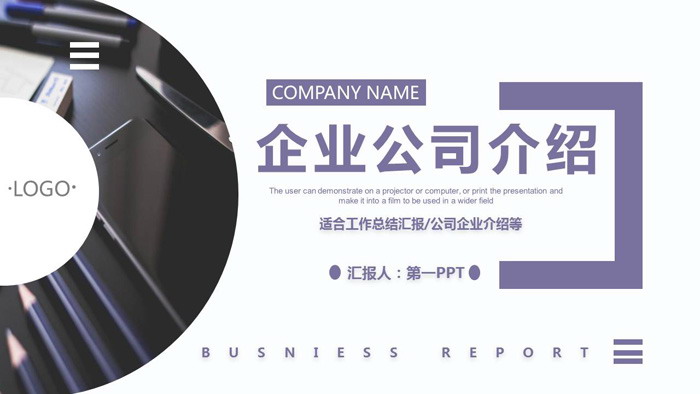 COMPANY NAME
企业公司介绍
·LOGO·
The user can demonstrate on a projector or computer, or print the presentation and
make it into a film to be used in a wider field
适合工作总结汇报/公司企业介绍等
汇报人：第一PPT
BUSNIESS REPORT